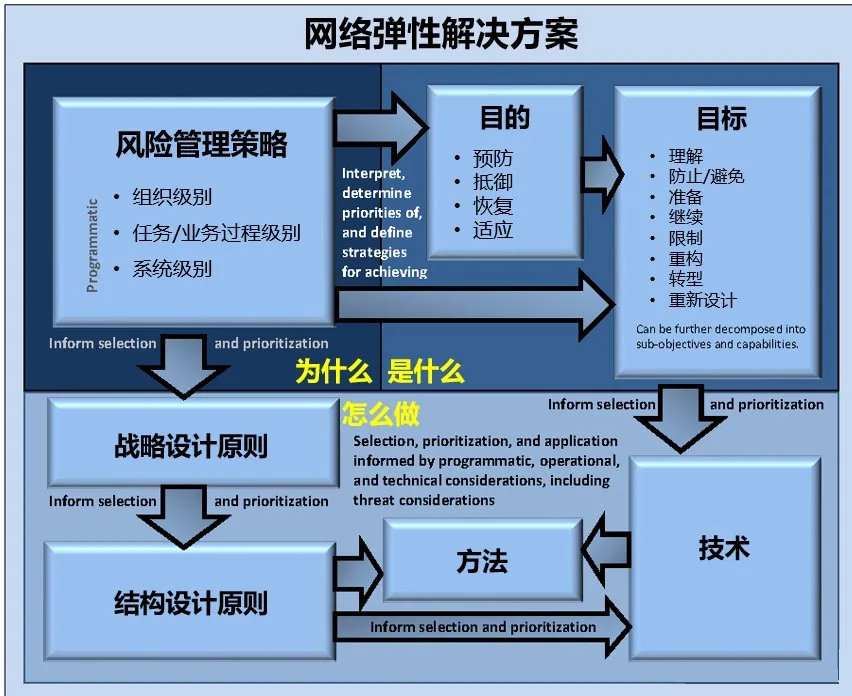 网络弹性解决方案
风险管理策略
Programmatic
• 组织级别
• 任务/业务过程级别
• 系统级别
Interpret,
determine
priorities of,
and define
strategies
for achieving
目的
• 预防
• 抵御
• 恢复
• 适应
目标
• 理解
• 防止/避免
• 准备
• 继续
• 限制
• 重构
• 转型
• 重新设计
Can be further decomposed into
sub-objectives and capabilities.
Inform selection and prioritization
为什么 是什么
怎么做
Inform selection and prioritization
战略设计原则
Selection, prioritization, and application
informed by programmatic, operational,
and technical considerations, including
threat considerations
Inform selection and prioritization
结构设计原则
方法
技术
Inform selection and prioritization